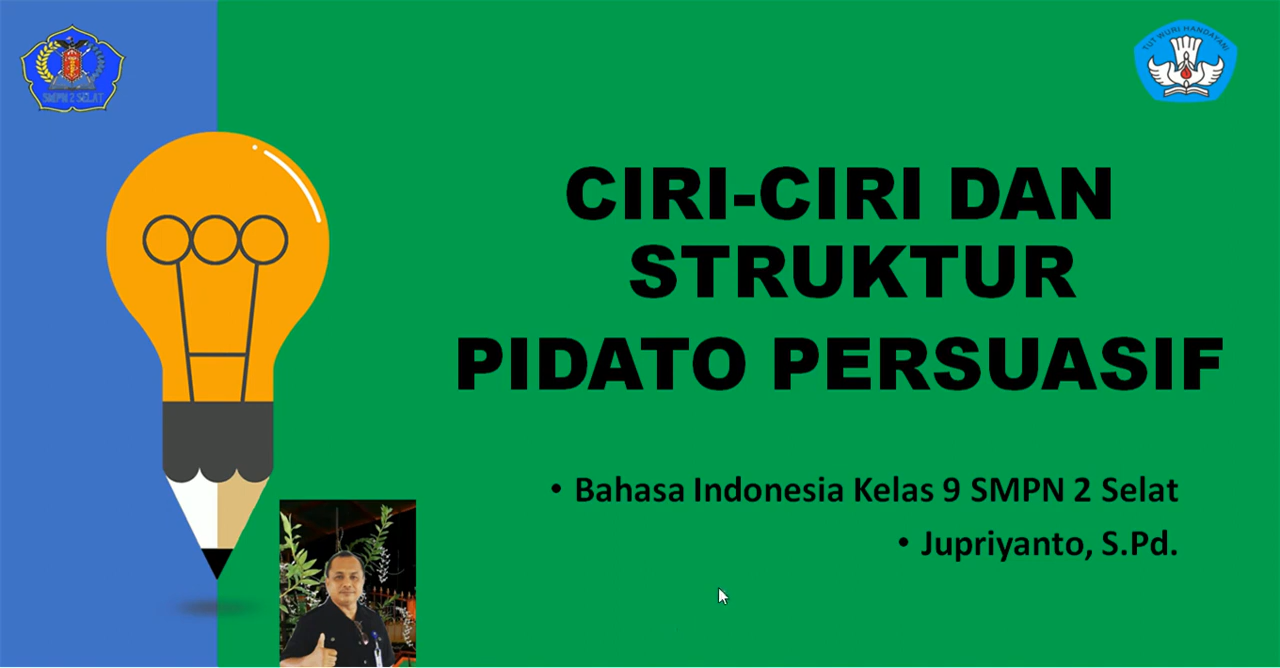 SMPN 2 SELAT
TUT WURI HANDAYANI
CIRI-CIRI DAN
STRUKTUR
PIDATO PERSUASIF
• Bahasa Indonesia Kelas 9 SMPN 2 Selat
• Jupriyanto, S.Pd.